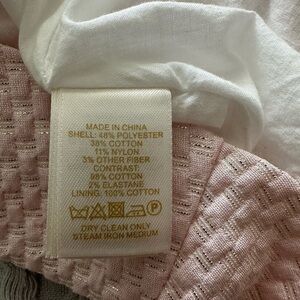 MADE IN CHINA
SHELL: 48% POLYESTER
38% COTTON
11% NYLON
3% OTHER FIBER
CONTRAST:
98% COTTON
2% ELASTANE
LINING: 100% COTTON
P
DRY CLEAN ONLY
STEAM IRON MEDIUM